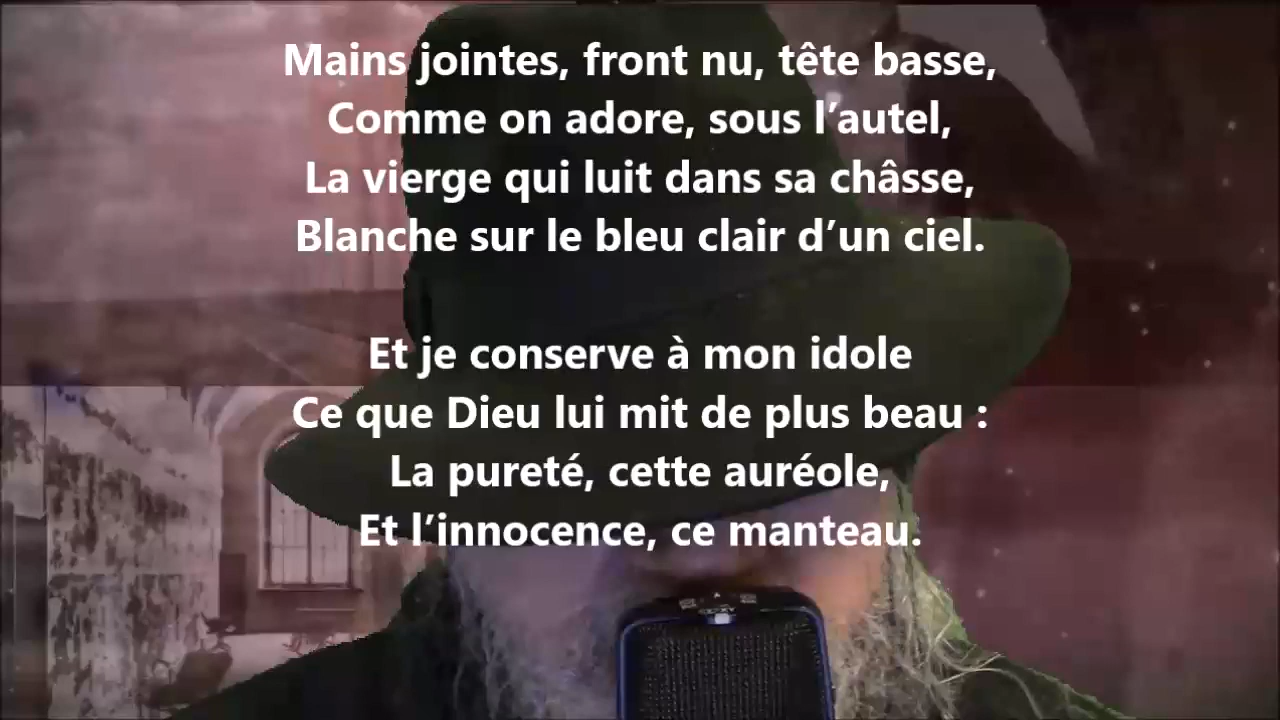 Mains jointes, front nu, tête basse,
Comme on adore, sous l’autel,
La vierge qui luit dans sa châsse,
Blanche sur le bleu clair d’un ciel.
Et je conserve à mon idole
Ce que Dieu lui mit de plus beau :
La pureté, cette auréole,
Et l’innocence, ce manteau.